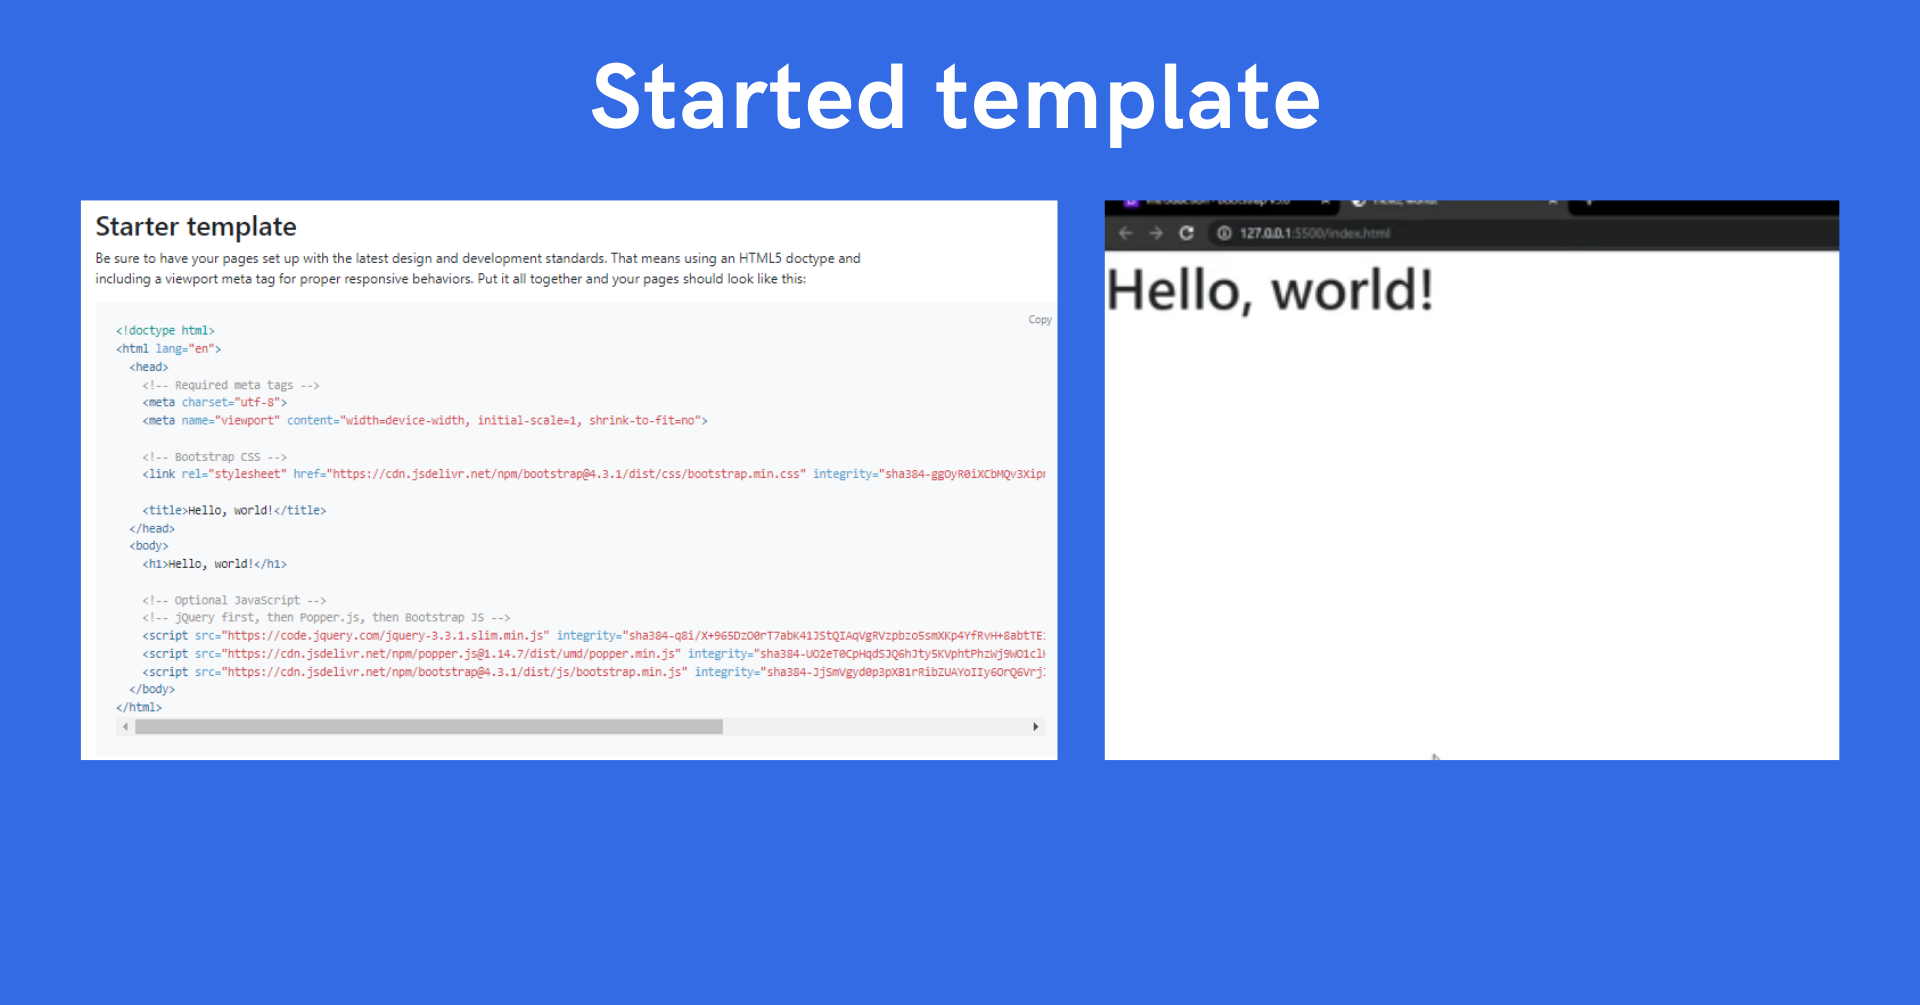 Started template
Starter template
Be sure to have your pages set up with the latest design and development standards. That means using an HTML5 doctype and
including a viewport meta tag for proper responsive behaviors. Put it all together and your pages should look like this:
Copy
<!doctype html>
<html lang="en">
<head>
<!-- Required meta tags -->
<meta charset="utf-8">
<meta name="viewport" content="width=device-width, initial-scale=1, shrink-to-fit=no">
<!-- Bootstrap CSS -->
<link rel="stylesheet" href="https://cdn.jsdelivr.net/npm/bootstrap@4.3.1/dist/css/bootstrap.min.css" integrity="sha384-ggOyR0iXCbMQv3Xipm
<title>Hello, world!</title>
</head>
<body>
<h1>Hello, world!</h1>
<!-- Optional JavaScript -->
<!-- jQuery first, then Popper.js, then Bootstrap JS -->
<script src="https://code.jquery.com/jquery-3.3.1.slim.min.js" integrity="sha384-q8i/X+965DzO0rT7abK41JStQIAqVgRVzpbzo5smXKp4YfRvH+8abtTE1
<script src="https://cdn.jsdelivr.net/npm/popper.js@1.14.7/dist/umd/popper.min.js" integrity="sha384-UO2eT0CpHqdSJQ6hJty5KVphtPhzWj9WO1cl
<script src="https://cdn.jsdelivr.net/npm/bootstrap@4.3.1/dist/js/bootstrap.min.js" integrity="sha384-JjSmVgyd0p3pXB1rRibZUAYoIIy6OrQ6Vrj
</body>
</html>
127.0.0.1:5500/index.html
Hello, world!